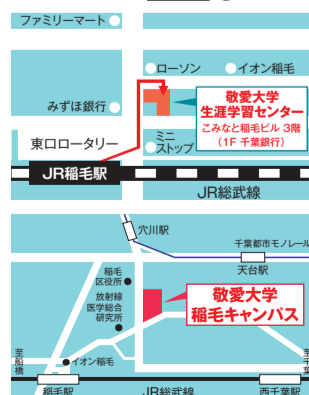 ファミリーマート
ローソン
イオン稲毛
みずほ銀行
敬愛大学
生涯学習センター
こみなと稲毛ビル 3階
(1F 千葉銀行)
東口ロータリー
ミニ
ストップ
JR稲毛駅
JR総武線
穴川駅
千葉都市モノレール
天台駅
稲毛
区役所
放射線
医学総合
研究所
敬愛大学
稲毛キャンパス
至船橋
イオン稲毛
至千葉
稲毛駅
JR総武線
西千葉駅